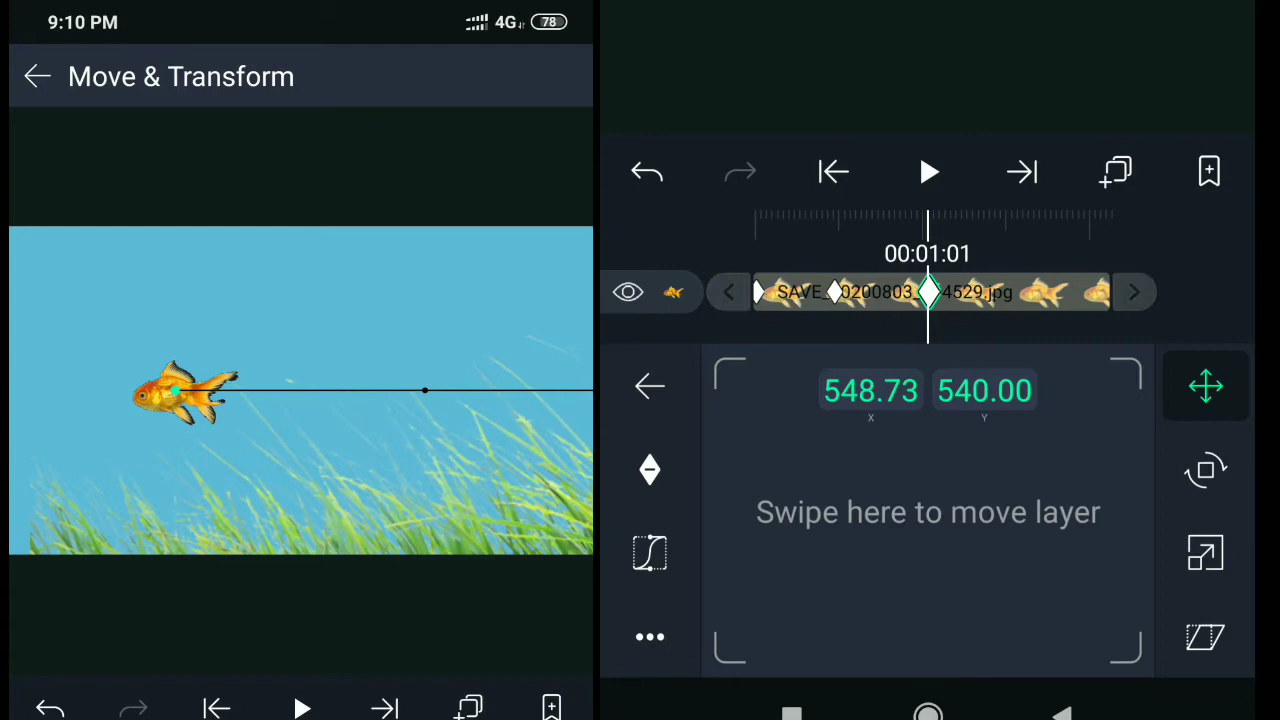 9:10 PM 4G 78
Move & Transform
00:01:01
SAVE_ 0200803_ 4529.jpg
548.73 540.00
X Y
Swipe here to move layer